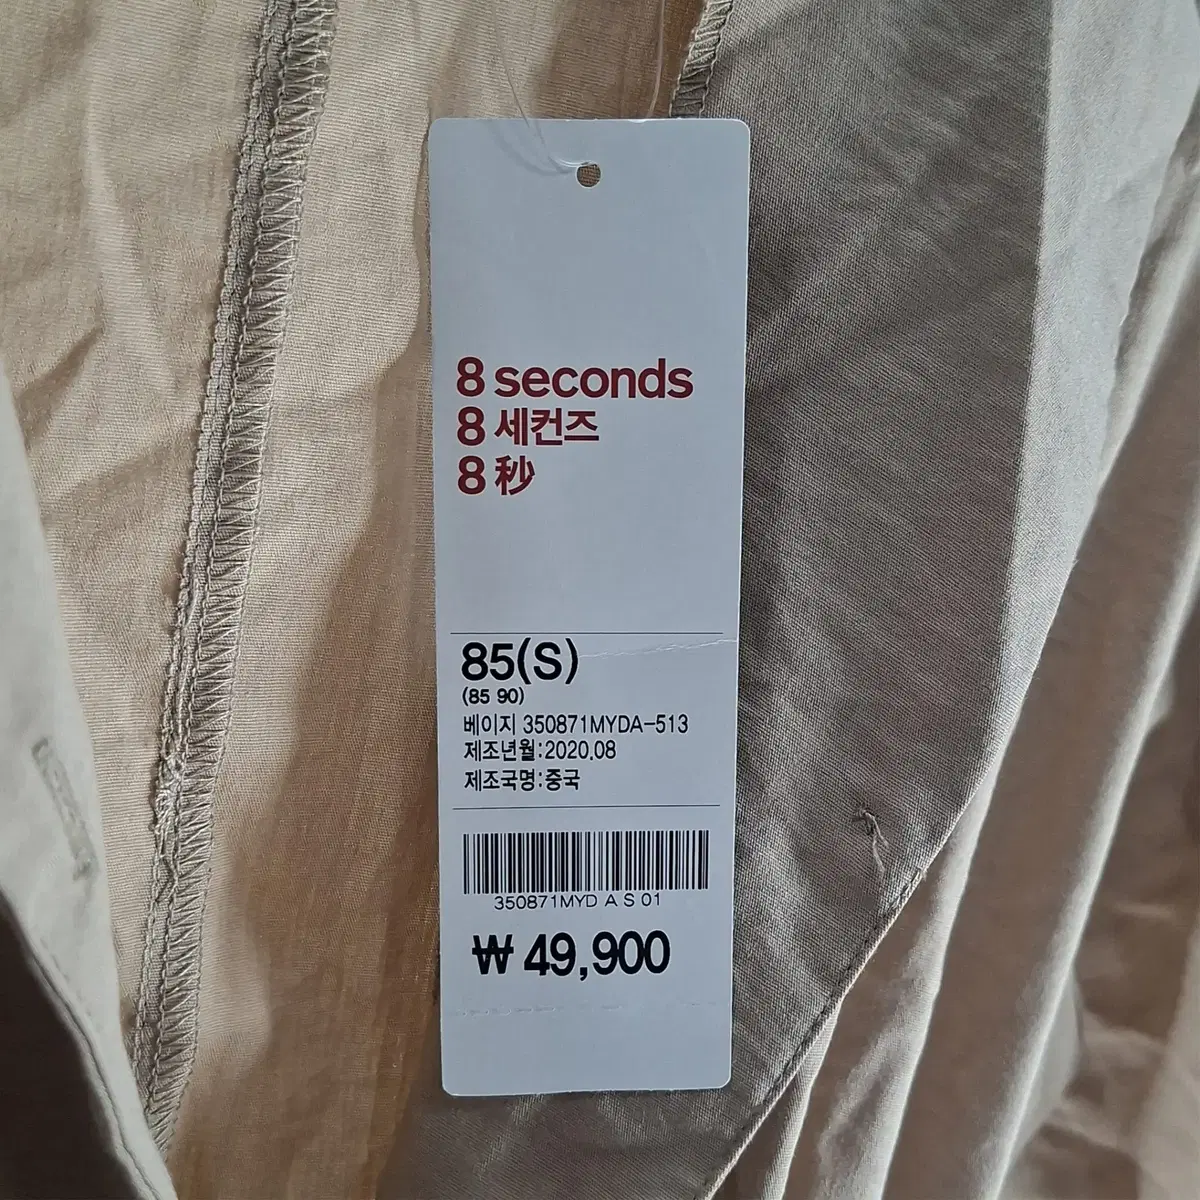 8 seconds
8 세컨즈
8 秒
85(S)
(85 90)
베이지 350871MYDA-513
제조년월:2020.08
제조국명:중국
350871MYD A S 01
₩ 49,900